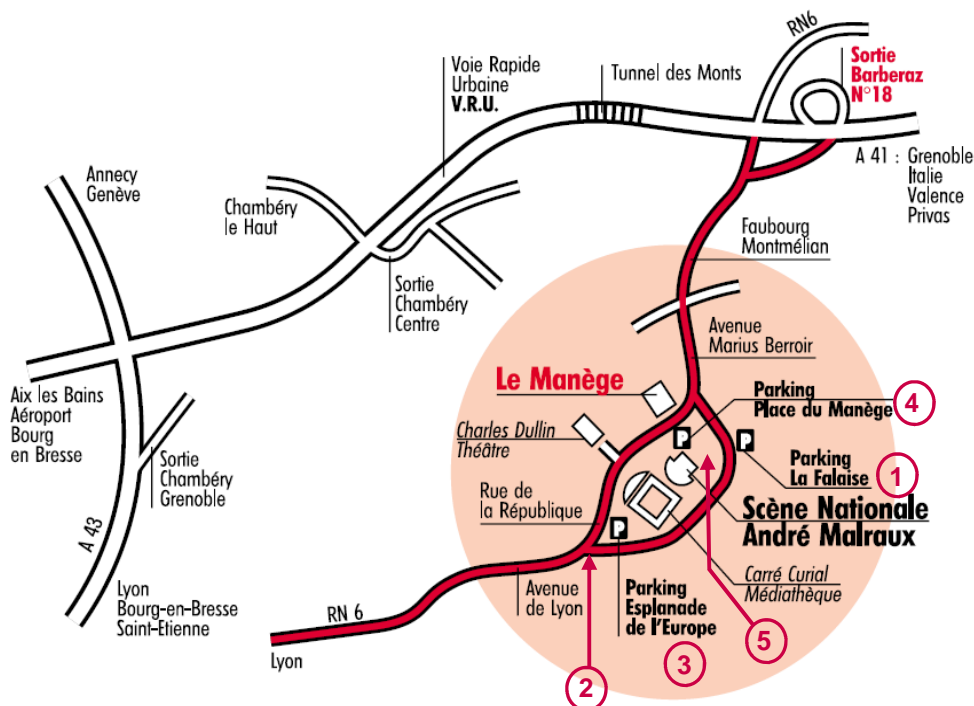 RN6
Sortie
Barberaz
N°18
Voie Rapide
Urbaine
V.R.U.
Tunnel des Monts
A 41 : Grenoble
Italie
Valence
Privas
Annecy
Genève
Chambéry
le Haut
Faubourg
Montmélian
Sortie
Chambéry
Centre
Avenue
Marius Berroir
Aix les Bains
Aéroport
Bourg
en Bresse
Le Manège
Parking
Place du Manège
4
Charles Dullin
Théâtre
P
P
Parking
La Falaise
1
Sortie
Chambéry
Grenoble
Rue de
la République
Scène Nationale
André Malraux
P
A 43
Carré Curial
Médiathèque
Avenue
de Lyon
Parking
Esplanade
de l'Europe
Lyon
Bourg-en-Bresse
Saint-Etienne
RN 6
Lyon
3
5
2